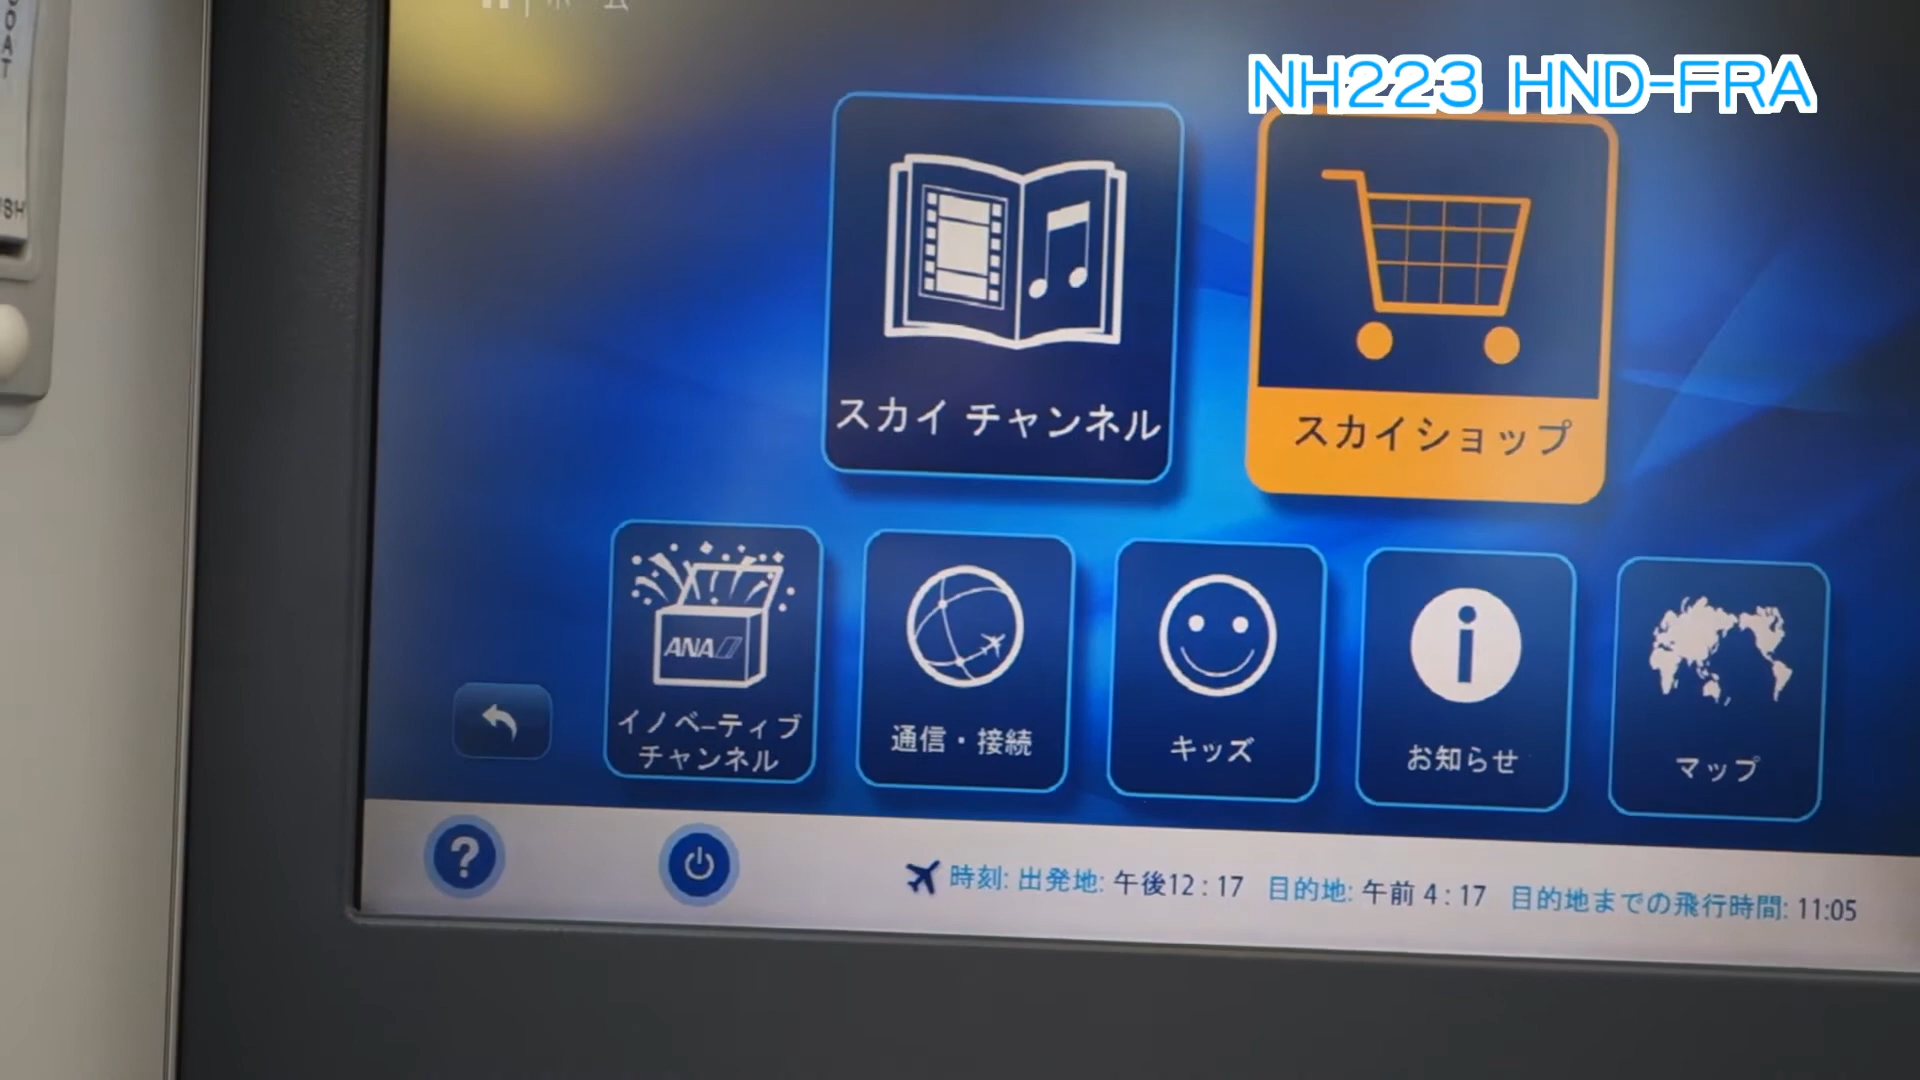 NH223 HND-FRA
COAT
スカイ チャンネル
スカイショップ
ANA
イノベーティブ
チャンネル
通信・接続
キッズ
お知らせ
マップ
?
時刻: 出発地: 午後12:17 目的地: 午前 4:17 目的地までの飛行時間: 11:05